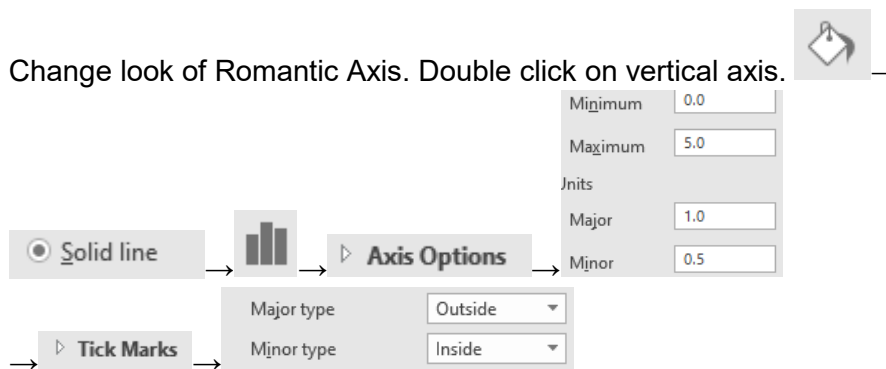 Change look of Romantic Axis. Double click on vertical axis. –
Minimum 0.0
Maximum 5.0
Units
Major 1.0
Solid line → → Axis Options → Minor 0.5
Major type Outside
→ Tick Marks → Minor type Inside